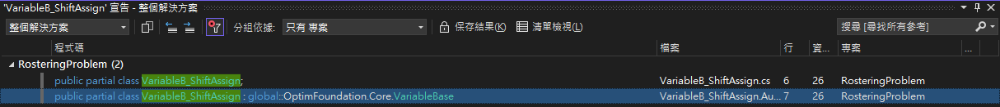 'VariableB_ShiftAssign' 宣告 - 整個解決方案
整個解決方案 分組依據: 只有 專案 保存結果(K) 清單檢視(L) 搜尋 [尋找所有參考]
程式碼 檔案 行 資... 專案 ...
RosteringProblem (2)
public partial class VariableB_ShiftAssign; VariableB_ShiftAssign.cs 6 26 RosteringProblem
public partial class VariableB_ShiftAssign : global::OptimFoundation.Core.VariableBase VariableB_ShiftAssign.Au... 7 26 RosteringProblem